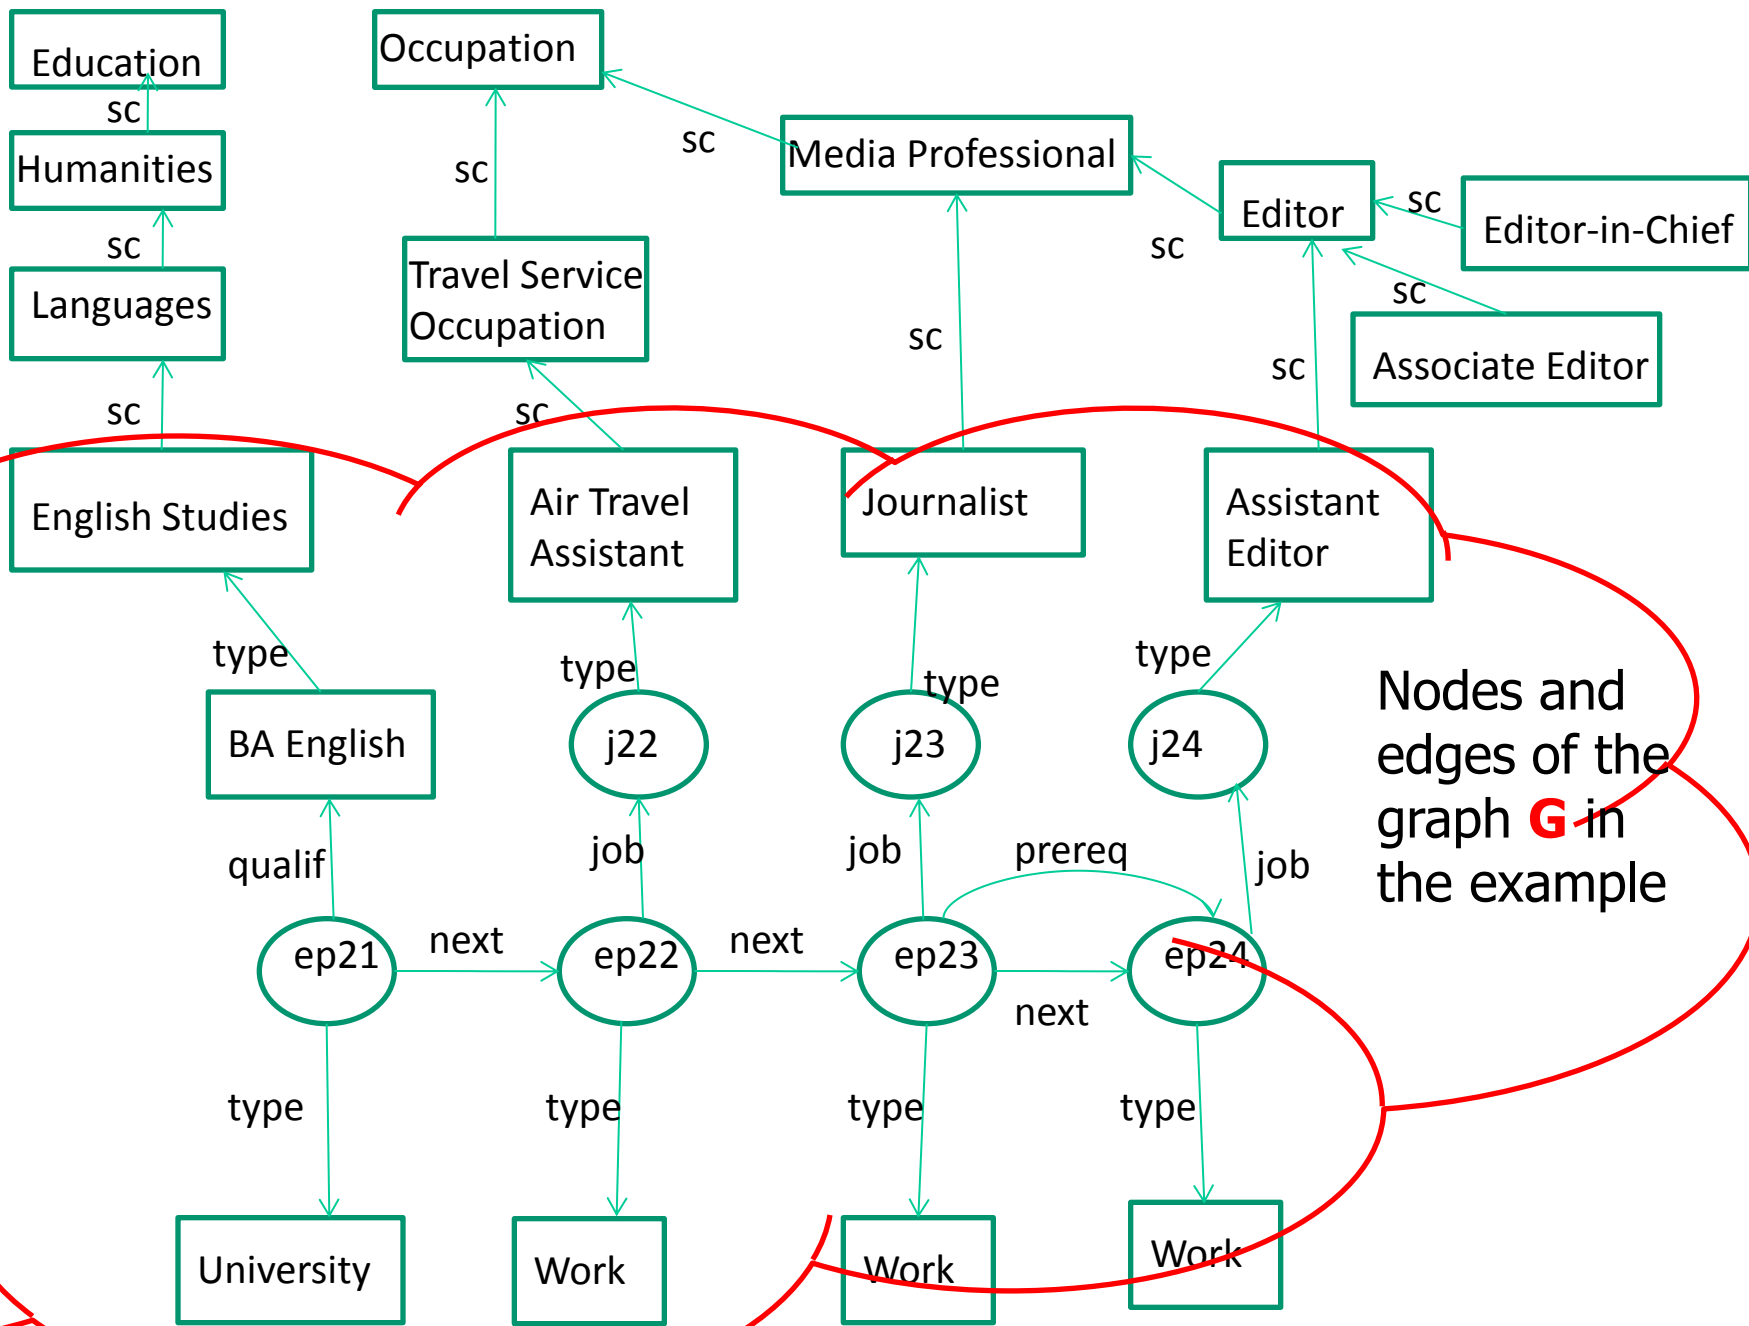 Education
Occupation
sc
sc
Media Professional
Humanities
sc
Editor
sc
Editor-in-Chief
sc
sc
Travel Service
Occupation
Languages
sc
sc
sc
Associate Editor
sc
sc
English Studies
Air Travel
Assistant
Journalist
Assistant
Editor
type
type
type
type
Nodes and
edges of the
graph G in
the example
BA English
j22
j23
j24
qualif
job
job
prereq
job
ep21
next
ep22
next
ep23
next
ep24
type
type
type
type
University
Work
Work
Work